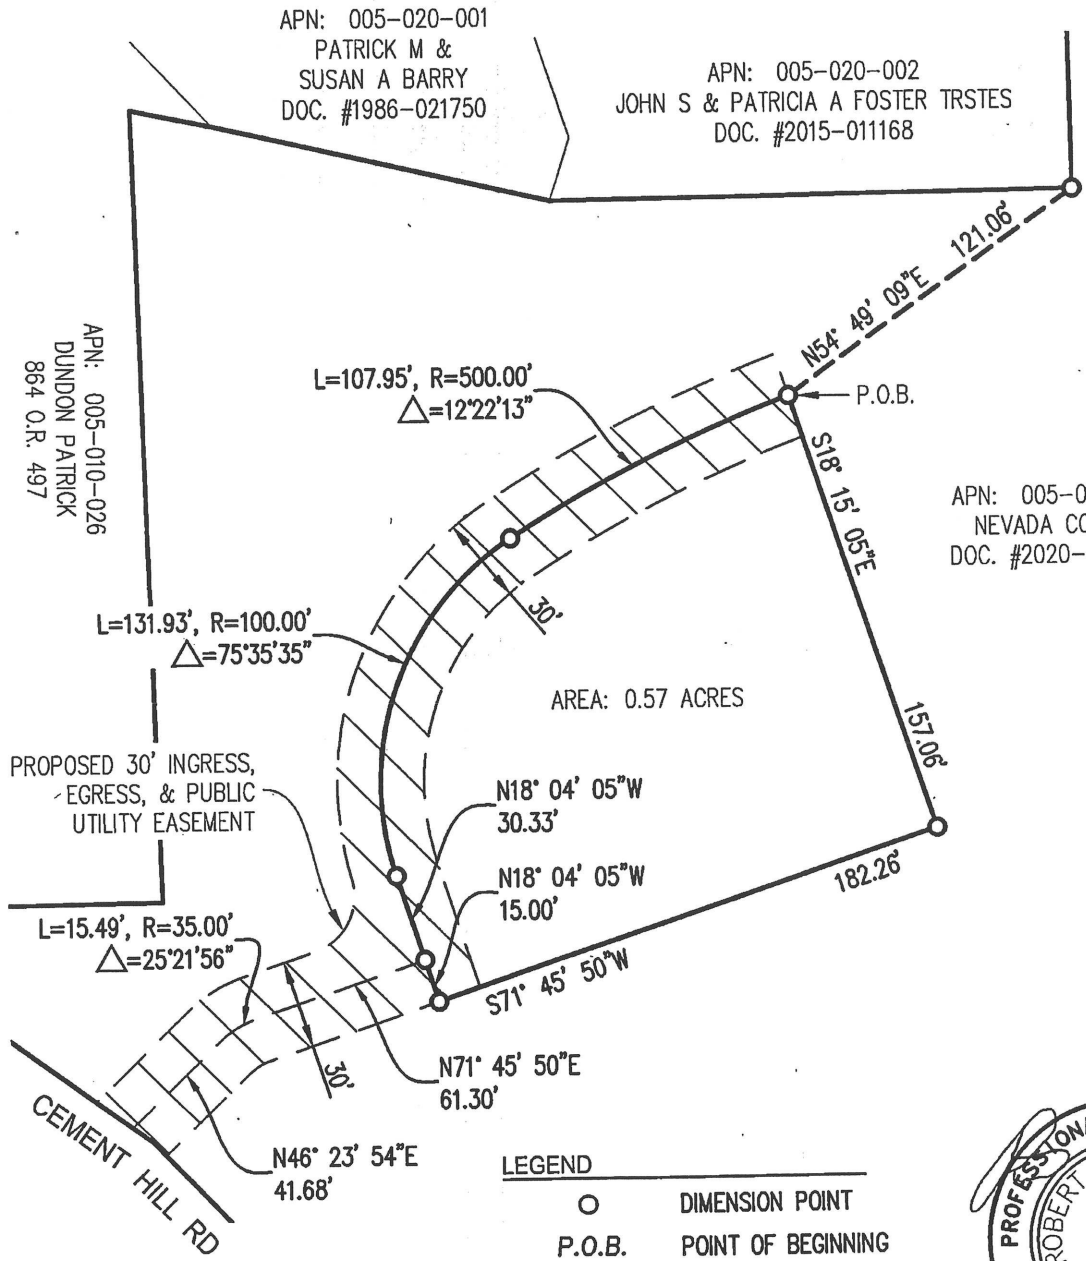 APN: 005-020-001
PATRICK M &
SUSAN A BARRY
DOC. #1986-021750
APN: 005-020-002
JOHN S & PATRICIA A FOSTER TRSTES
DOC. #2015-011168
121.06'
N54° 49' 09"E
APN: 005-010-026
DUNDON PATRICK
864 O.R. 497
L=107.95', R=500.00'
△=12°22'13"
P.O.B.
S18° 15' 05"E
157.06'
APN: 005-0
NEVADA CO
DOC. #2020-
30'
L=131.93', R=100.00'
△=75°35'35"
AREA: 0.57 ACRES
PROPOSED 30' INGRESS,
EGRESS, & PUBLIC
UTILITY EASEMENT
N18° 04' 05"W
30.33'
N18° 04' 05"W
15.00'
182.26'
S71° 45' 50"W
L=15.49', R=35.00'
△=25°21'56"
30'
N71° 45' 50"E
61.30'
CEMENT HILL RD
N46° 23' 54"E
41.68'
LEGEND
DIMENSION POINT
P.O.B. POINT OF BEGINNING
PROFESSIONA
ROBERT